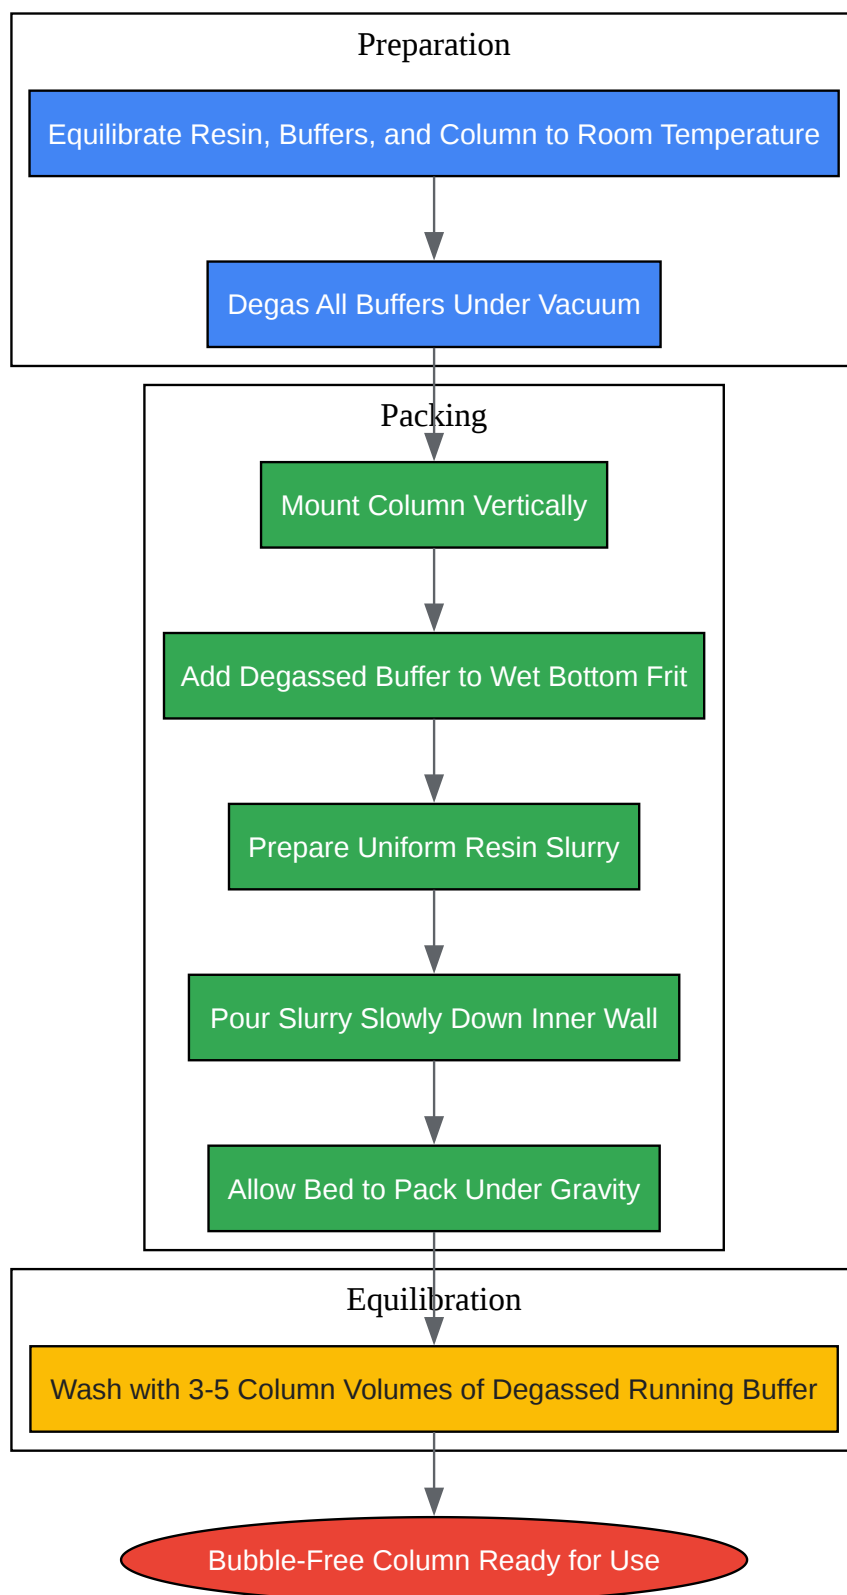 Preparation
Equilibrate Resin, Buffers, and Column to Room Temperature
Degas All Buffers Under Vacuum
Packing
Mount Column Vertically
Add Degassed Buffer to Wet Bottom Frit
Prepare Uniform Resin Slurry
Pour Slurry Slowly Down Inner Wall
Allow Bed to Pack Under Gravity
Equilibration
Wash with 3-5 Column Volumes of Degassed Running Buffer
Bubble-Free Column Ready for Use